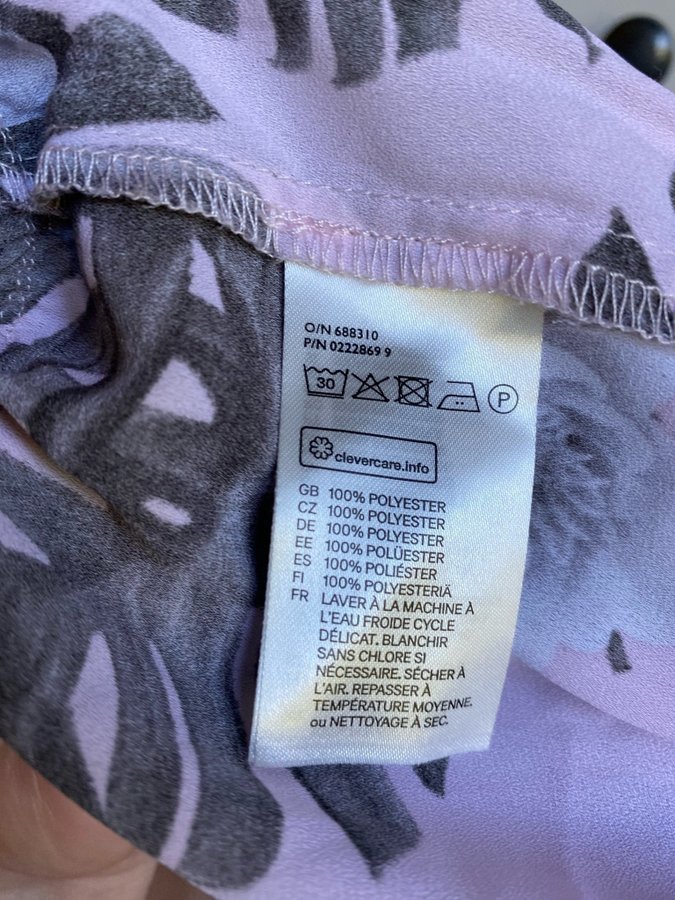 O/N 688310
P/N 0222869 9
30
P
clevercare.info
GB 100% POLYESTER
CZ 100% POLYESTER
DE 100% POLYESTER
EE 100% POLÜESTER
ES 100% POLIÉSTER
FI 100% POLYESTERIÄ
FR LAVER À LA MACHINE À
L'EAU FROIDE CYCLE
DÉLICAT. BLANCHIR
SANS CHLORE SI
NÉCESSAIRE. SÉCHER À
L'AIR. REPASSER À
TEMPÉRATURE MOYENNE.
ou NETTOYAGE À SEC.